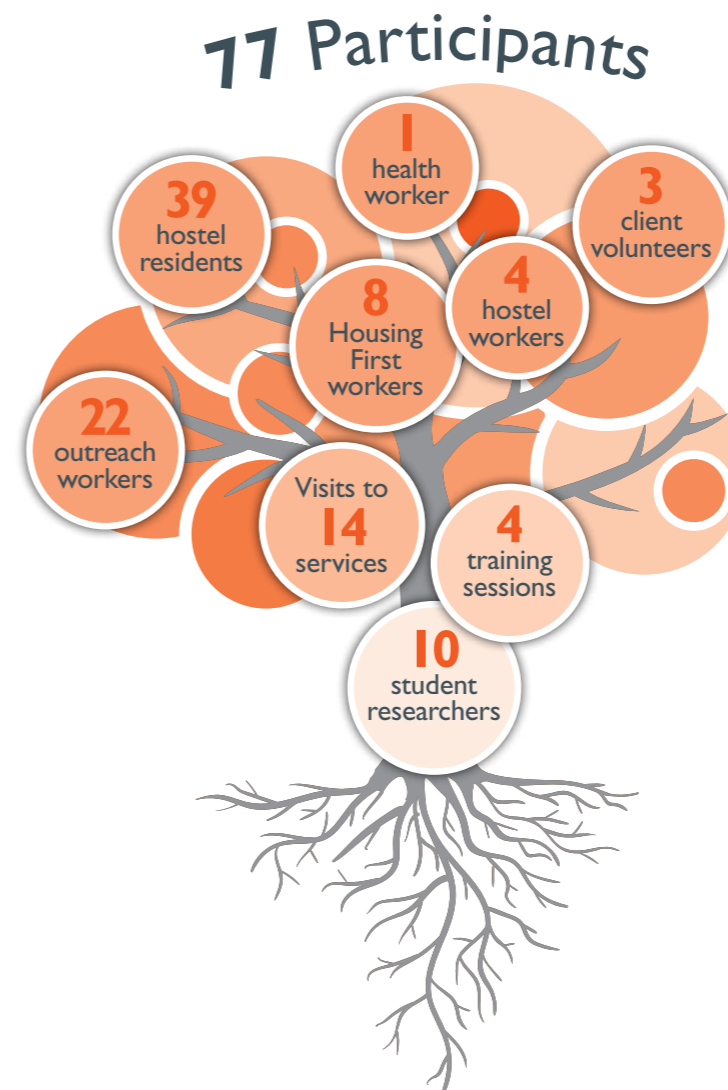 77 Participants
1
health
worker
39
hostel
residents
3
client
volunteers
8
Housing
First
workers
4
hostel
workers
22
outreach
workers
Visits to
14
services
4
training
sessions
10
student
researchers